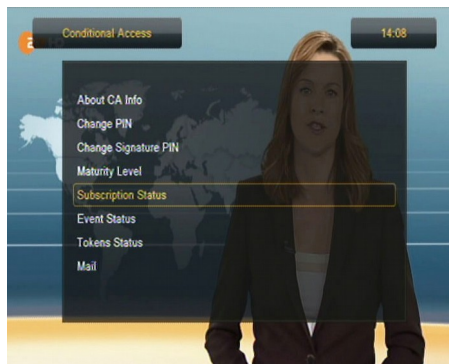 Conditional Access
14:08
About CA Info
Change PIN
Change Signature PIN
Maturity Level
Subscription Status
Event Status
Tokens Status
Mail